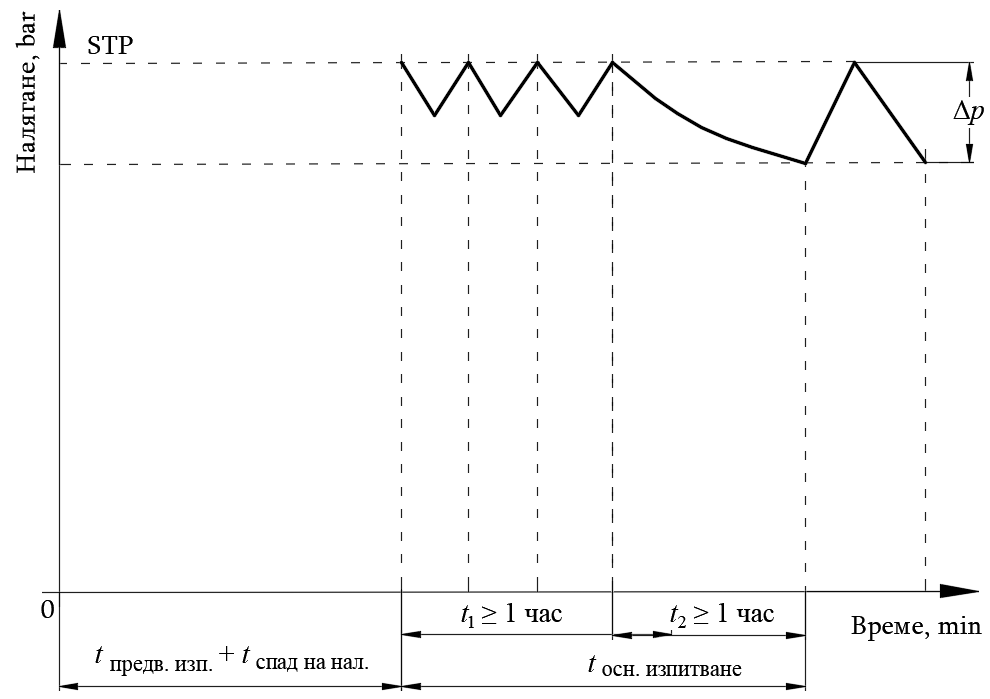 Налягане, bar
STP
Δp
0
t₁ ≥ 1 час
t₂ ≥ 1 час
Време, min
t предв. изп. + t спад на нал.
t осн. изпитване